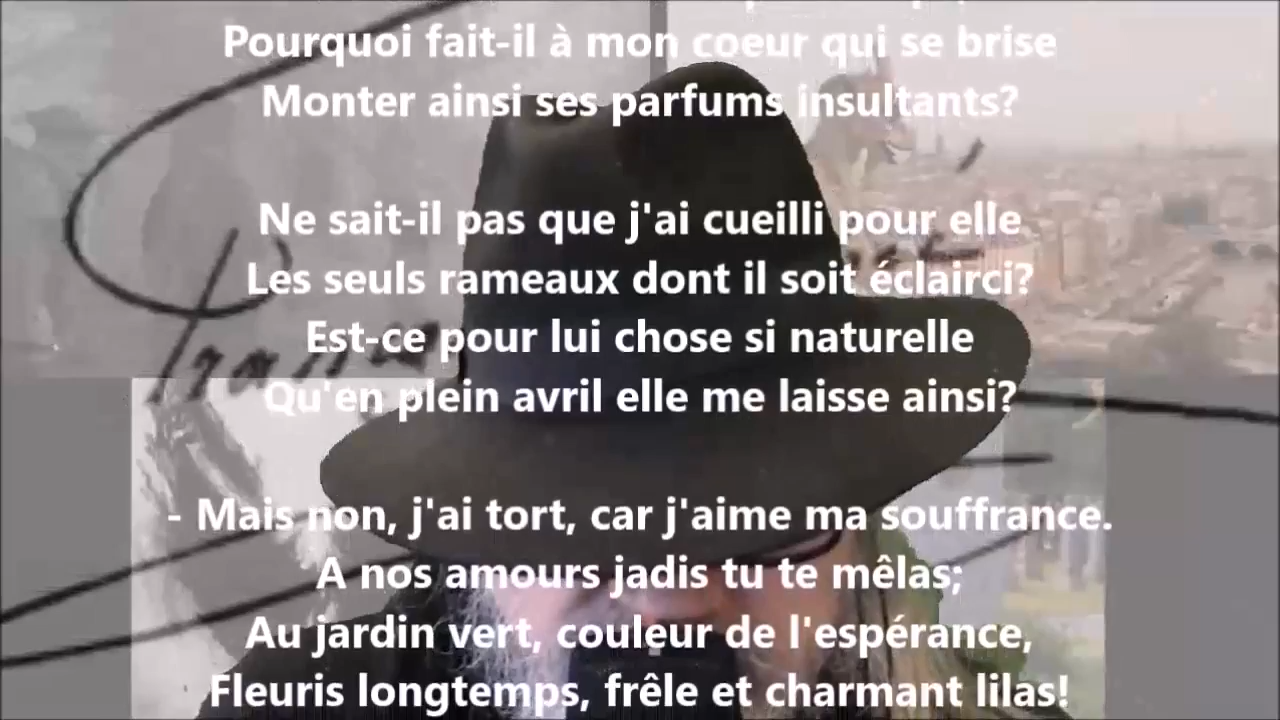 Pourquoi fait-il à mon coeur qui se brise
Monter ainsi ses parfums insultants?
Ne sait-il pas que j'ai cueilli pour elle
Les seuls rameaux dont il soit éclairci?
Est-ce pour lui chose si naturelle
Qu'en plein avril elle me laisse ainsi?
- Mais non, j'ai tort, car j'aime ma souffrance.
A nos amours jadis tu te mêlas;
Au jardin vert, couleur de l'espérance,
Fleuris longtemps, frêle et charmant lilas!